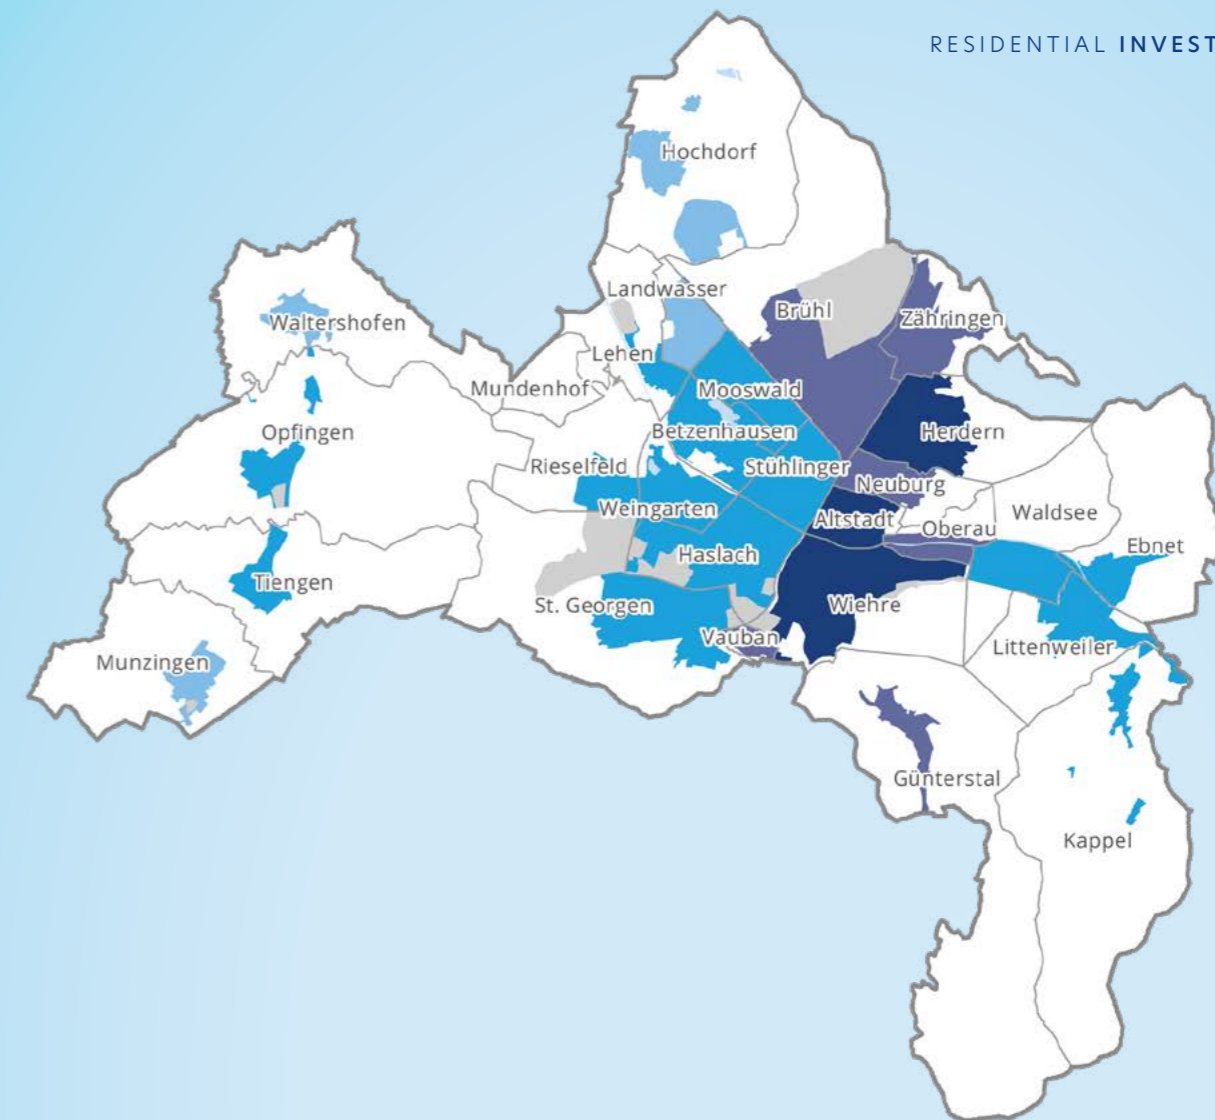 RESIDENTIAL INVEST
Hochdorf
Landwasser
Brühl
Zähringen
Waltershofen
Lehen
Mundenhof
Mooswald
Opfingen
Betzenhausen
Herdern
Rieselfeld
Stühlinger
Neuburg
Weingarten
Altstadt
Oberau
Waldsee
Ebnet
Haslach
Tiengen
St. Georgen
Wiehre
Vauban
Littenweiler
Munzingen
Günterstal
Kappel